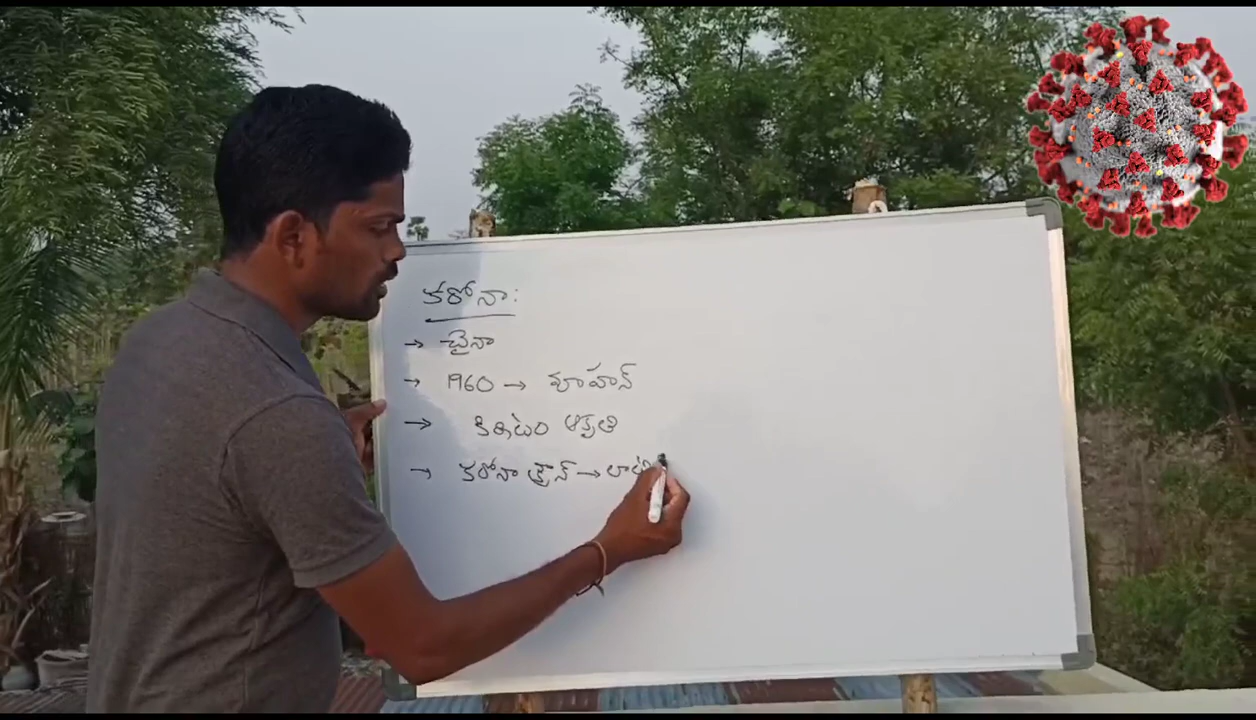 కరోనా:
→ చైనా
→ 1960 → వూహాన్
→ కిరీటం ఆకృతి
→ కరోనా క్రౌన్ →